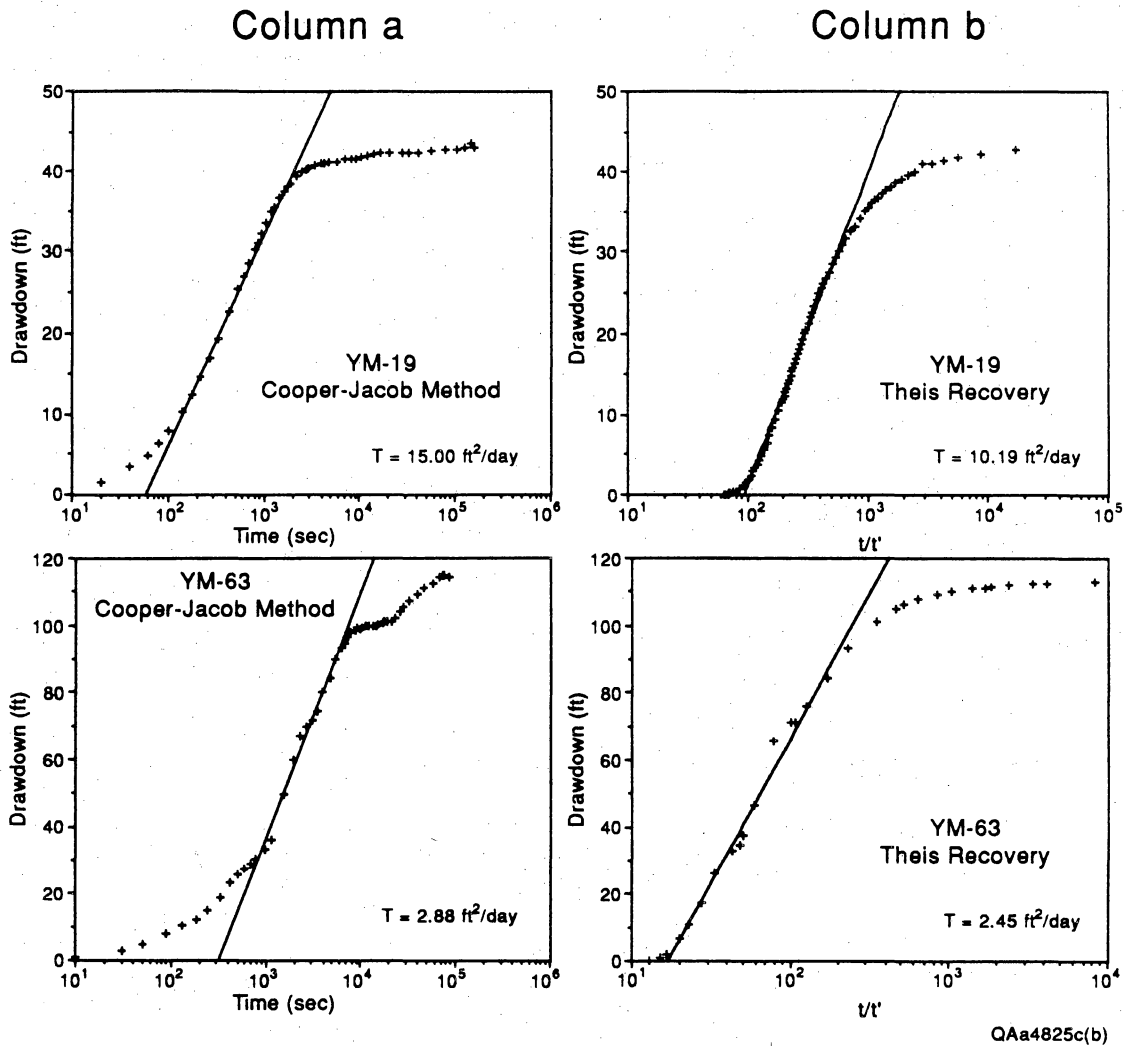 Column a
Column b
50
40
30
20
10
0
Drawdown (ft)
YM-19
Cooper-Jacob Method
T = 15.00 ft²/day
10¹ 10² 10³ 10⁴ 10⁵ 10⁶
Time (sec)
50
40
30
20
10
0
Drawdown (ft)
YM-19
Theis Recovery
T = 10.19 ft²/day
10¹ 10² 10³ 10⁴ 10⁵
t/t'
120
100
80
60
40
20
0
Drawdown (ft)
YM-63
Cooper-Jacob Method
T = 2.88 ft²/day
10¹ 10² 10³ 10⁴ 10⁵ 10⁶
Time (sec)
120
100
80
60
40
20
0
Drawdown (ft)
YM-63
Theis Recovery
T = 2.45 ft²/day
10¹ 10² 10³ 10⁴
t/t'
QAa4825c(b)